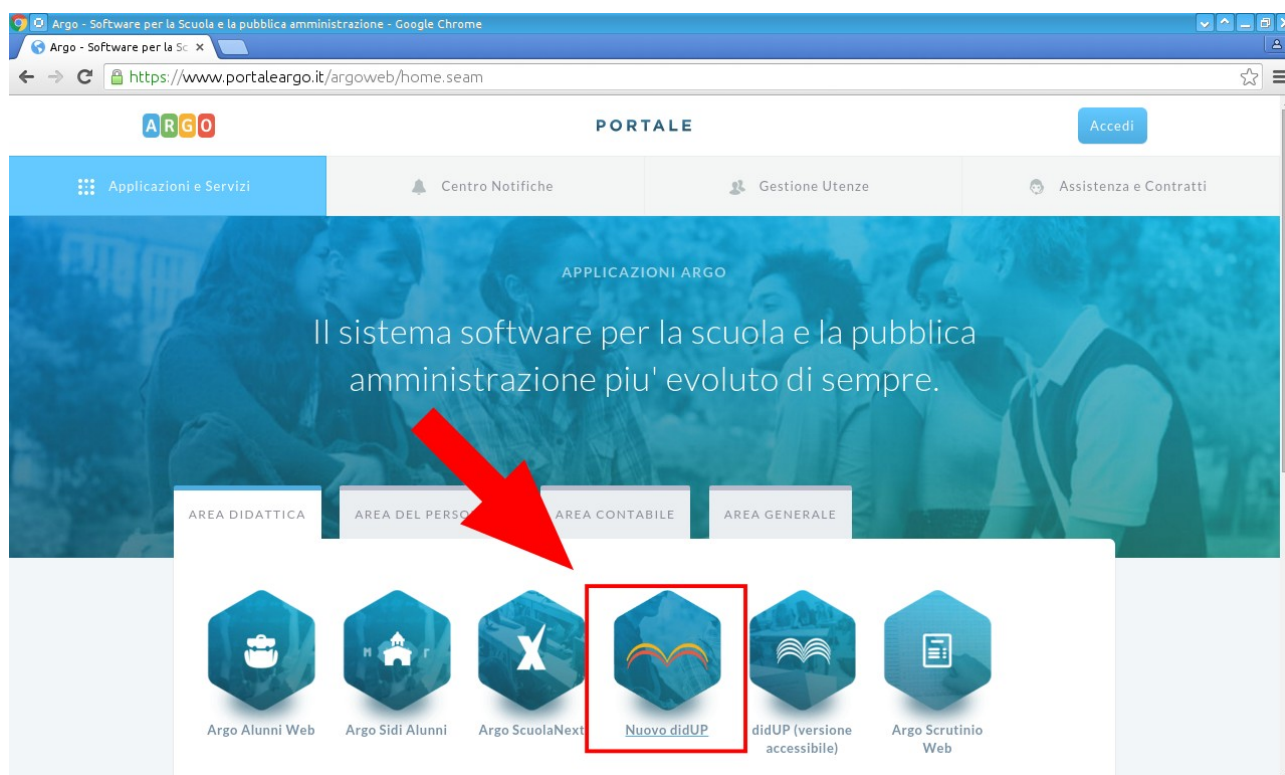 Argo - Software per la Scuola e la pubblica amministrazione - Google Chrome
Argo - Software per la Sc
https://www.portaleargo.it/argoweb/home.seam
ARGO
PORTALE
Accedi
Applicazioni e Servizi
Centro Notifiche
Gestione Utenze
Assistenza e Contratti
APPLICAZIONI ARGO
Il sistema software per la scuola e la pubblica
amministrazione piu' evoluto di sempre.
AREA DIDATTICA
AREA DEL PERSO
AREA CONTABILE
AREA GENERALE
Argo Alunni Web
Argo Sidi Alunni
Argo ScuolaNext
Nuovo didUP
didUP (versione
accessibile)
Argo Scrutinio
Web